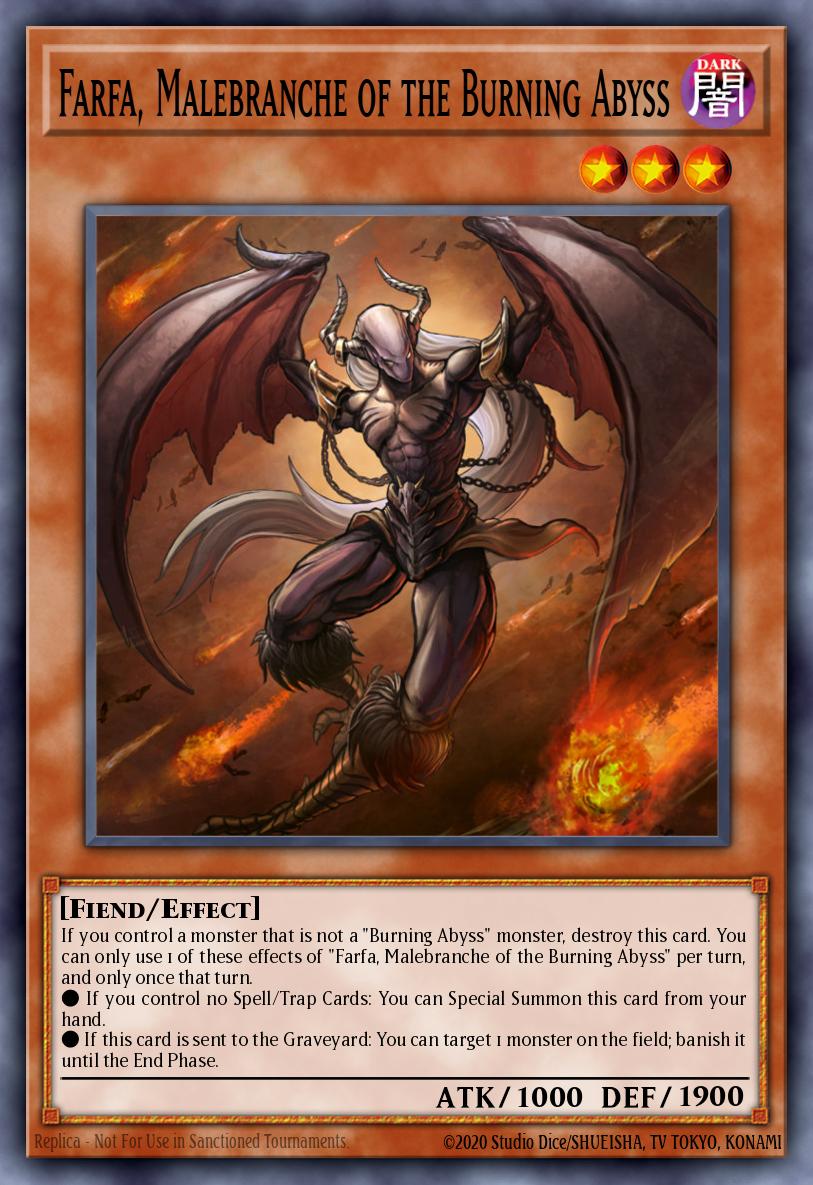 Farfa, Malebranche of the Burning Abyss
DARK
闇
[Fiend/Effect]
If you control a monster that is not a "Burning Abyss" monster, destroy this card. You
can only use 1 of these effects of "Farfa, Malebranche of the Burning Abyss" per turn,
and only once that turn.
● If you control no Spell/Trap Cards: You can Special Summon this card from your
hand.
● If this card is sent to the Graveyard: You can target 1 monster on the field; banish it
until the End Phase.
ATK/1000 DEF/1900
Replica - Not For Use in Sanctioned Tournaments.
©2020 Studio Dice/SHUEISHA, TV TOKYO, KONAMI